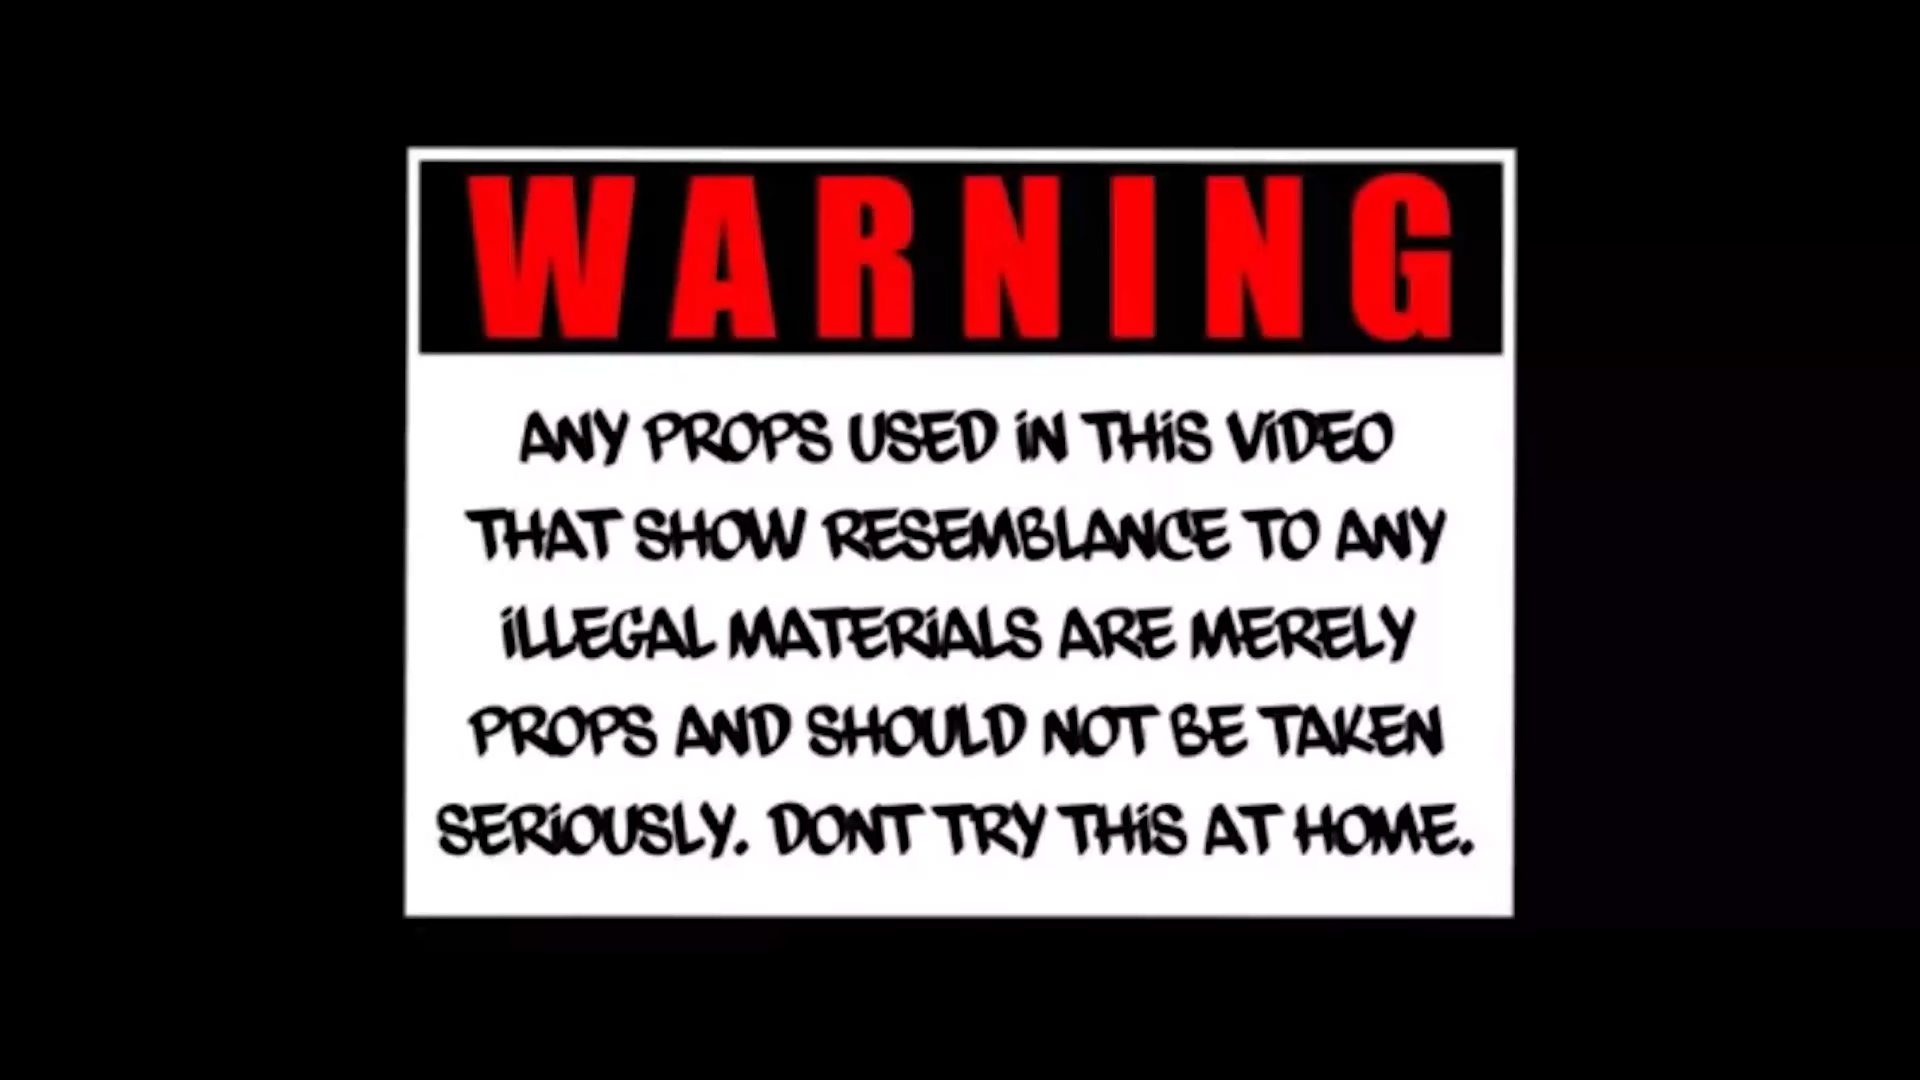 WARNING
ANY PROPS USED iN THiS ViDEO
THAT SHOW RESEMBLANCE TO ANY
iLLEGAL MATERiALS ARE MERELY
PROPS AND SHOULD NOT BE TAKEN
SERiOUSLY. DONT TRY THiS AT HOME.